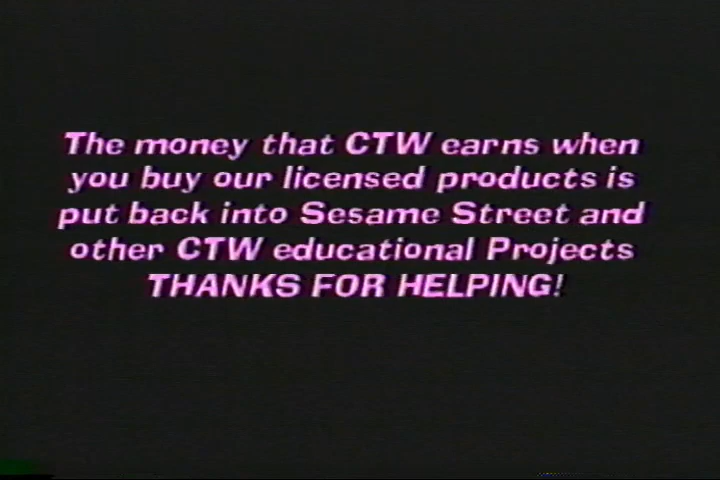 The money that CTW earns when
you buy our licensed products is
put back into Sesame Street and
other CTW educational Projects
THANKS FOR HELPING!